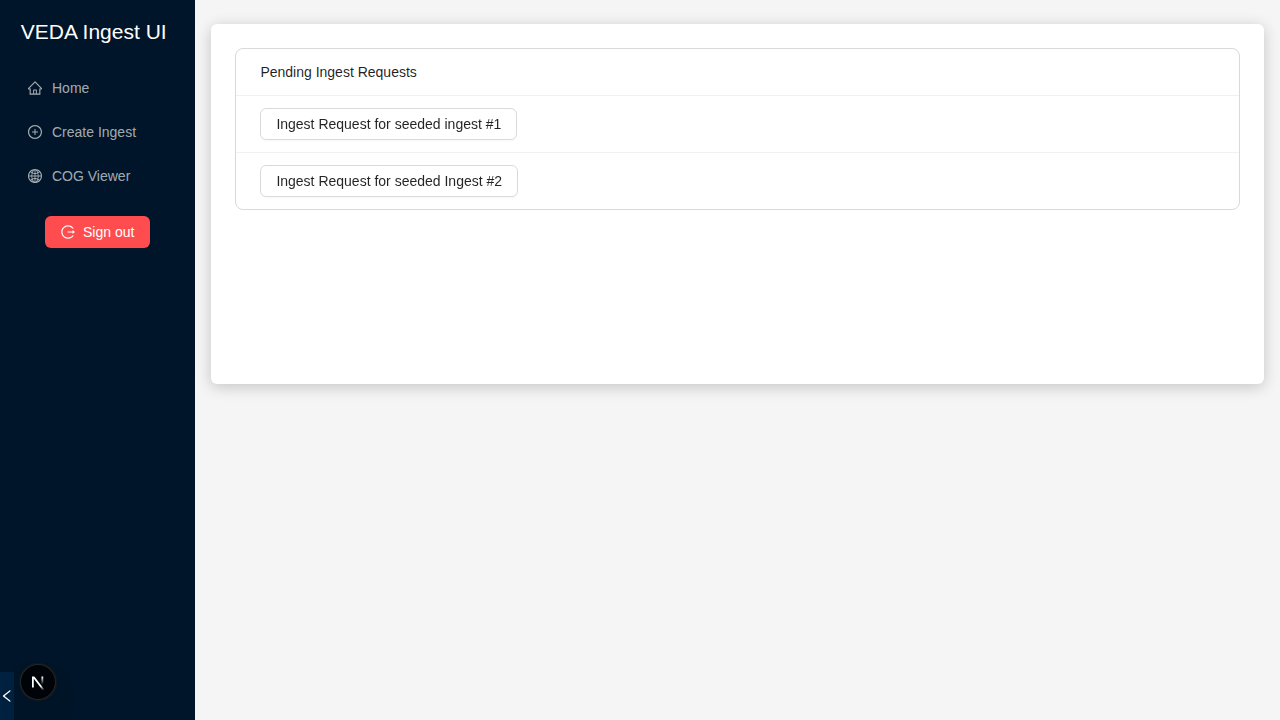 VEDA Ingest UI
Home
Create Ingest
COG Viewer
Sign out
Pending Ingest Requests
Ingest Request for seeded ingest #1
Ingest Request for seeded Ingest #2
N